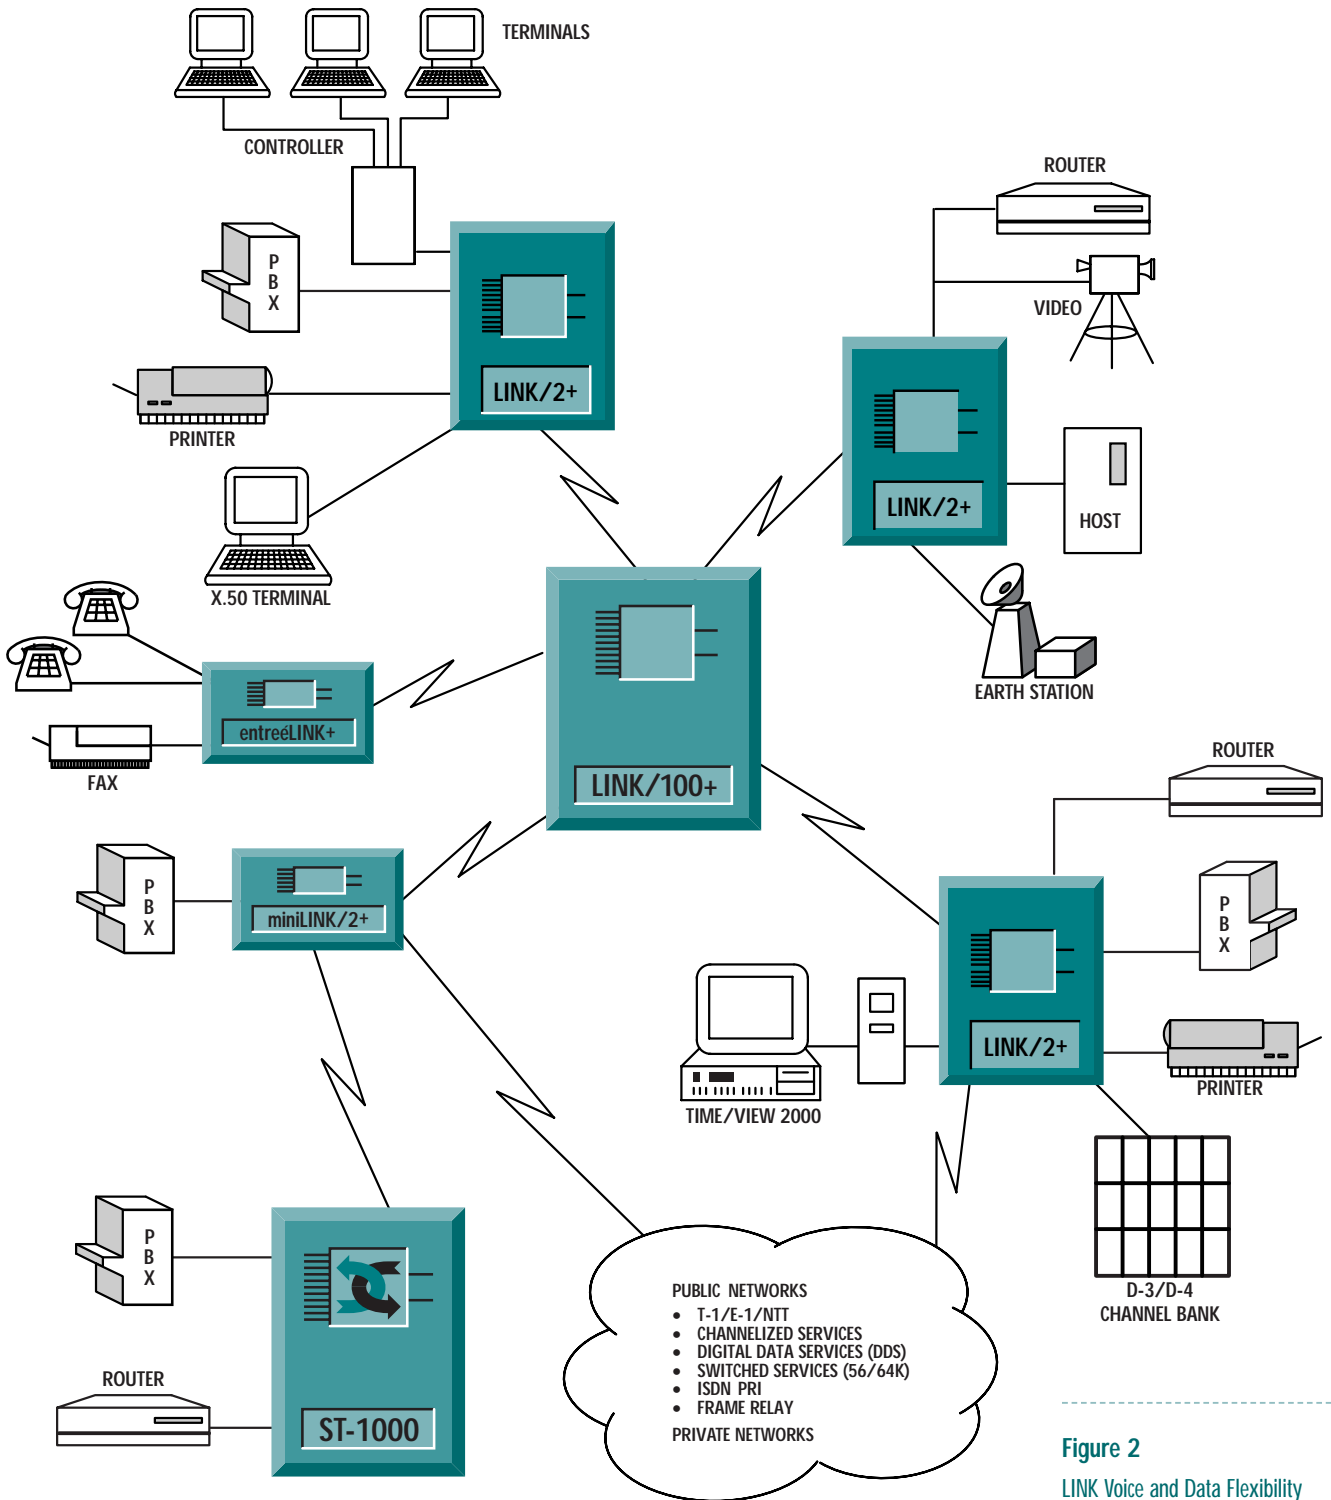 TERMINALS
CONTROLLER
ROUTER
P
B
X
VIDEO
LINK/2+
PRINTER
LINK/2+
HOST
X.50 TERMINAL
EARTH STATION
entreéLINK+
FAX
LINK/100+
ROUTER
P
B
X
miniLINK/2+
P
B
X
LINK/2+
PRINTER
TIME/VIEW 2000
P
B
X
D-3/D-4
CHANNEL BANK
PUBLIC NETWORKS
• T-1/E-1/NTT
• CHANNELIZED SERVICES
• DIGITAL DATA SERVICES (DDS)
• SWITCHED SERVICES (56/64K)
• ISDN PRI
• FRAME RELAY
PRIVATE NETWORKS
ROUTER
ST-1000
Figure 2
LINK Voice and Data Flexibility